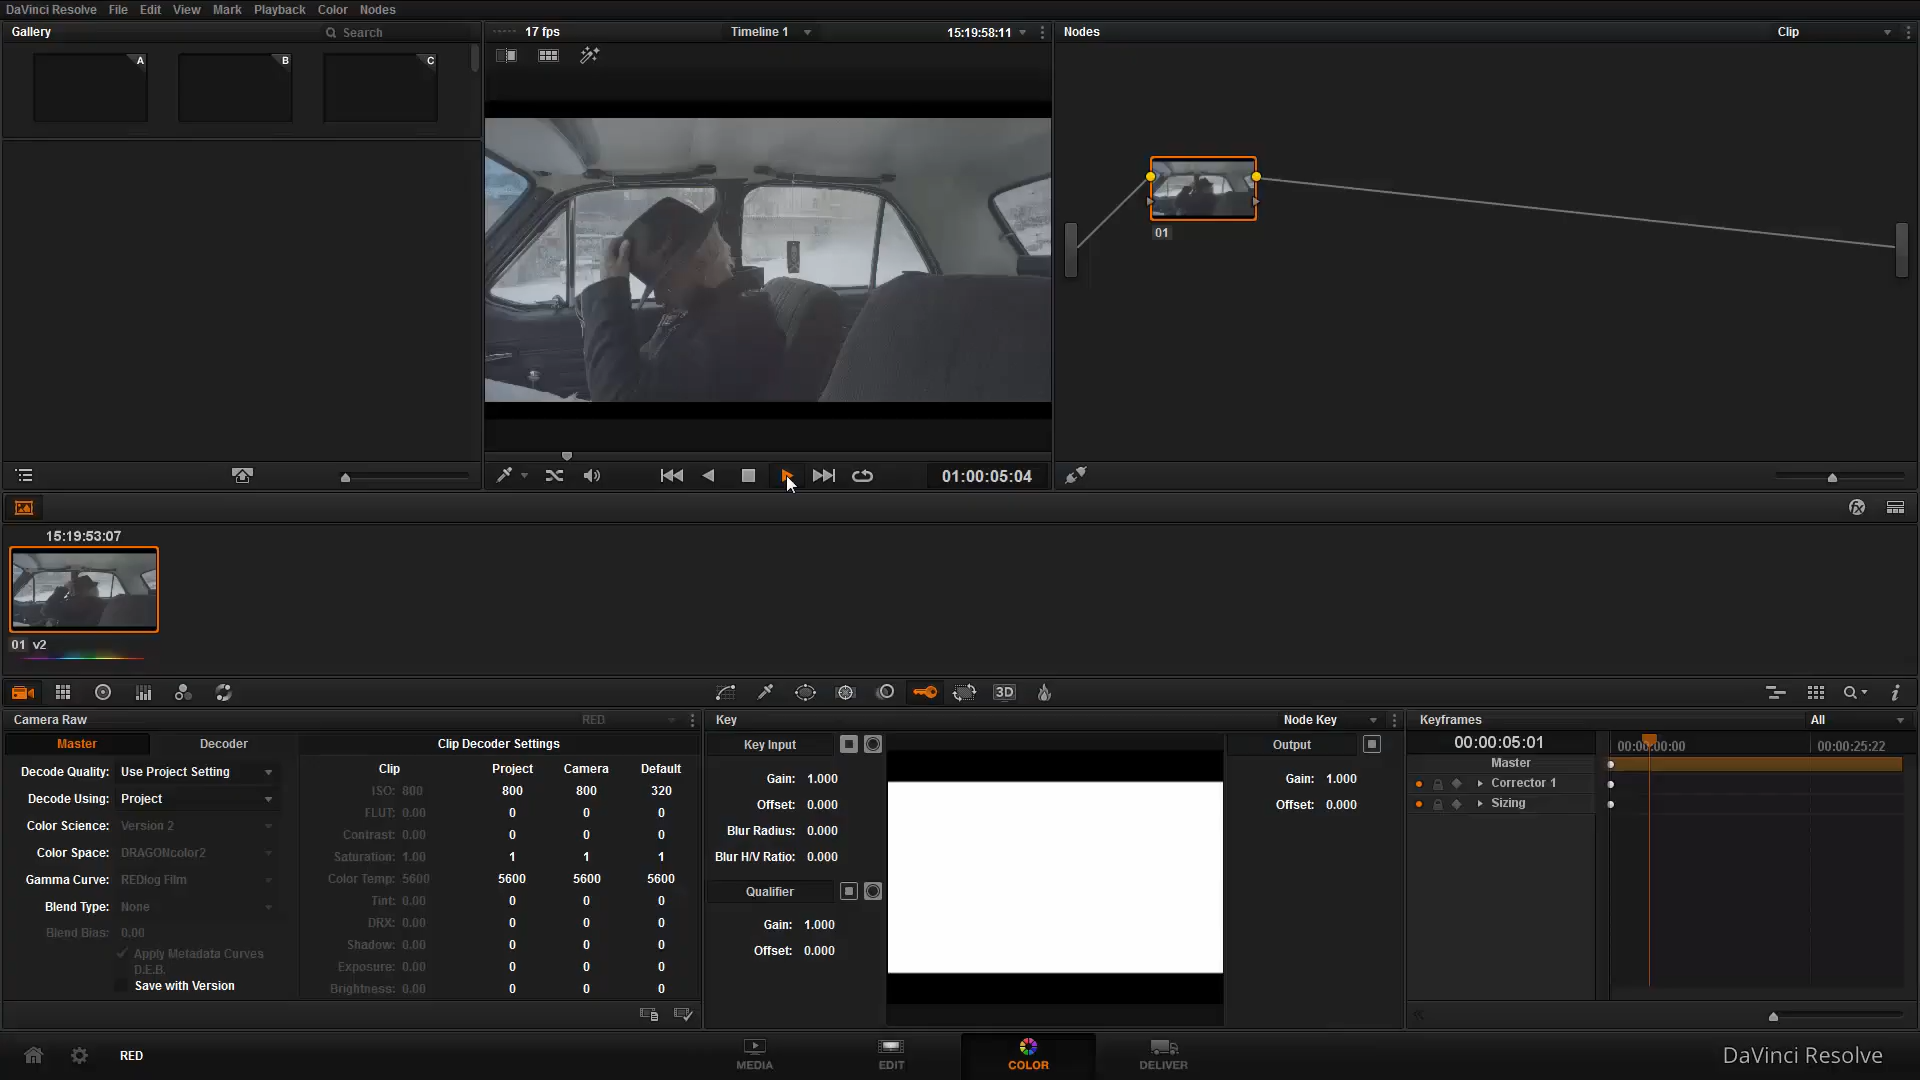 DaVinci Resolve File Edit View Mark Playback Color Nodes
Gallery Search 17 fps Timeline 1 15:19:58:11 Nodes Clip
A B C
01
01:00:05:04
15:19:53:07
01 v2
3D
Camera Raw RED Key Node Key Keyframes All
Master Decoder Clip Decoder Settings Key Input Output 00:00:05:01 00:00:00:00 00:00:25:22
Decode Quality: Use Project Setting Clip Project Camera Default Gain: 1.000 Gain: 1.000 Master
Decode Using: Project ISO: 800 800 800 320 Offset: 0.000 Offset: 0.000 Corrector 1
Color Science: Version 2 FLUT: 0.00 0 0 0 Blur Radius: 0.000 Sizing
Color Space: DRAGONcolor2 Contrast: 0.00 0 0 0 Blur H/V Ratio: 0.000
Gamma Curve: REDlog Film Saturation: 1.00 1 1 1 Qualifier
Blend Type: None Color Temp: 5600 5600 5600 5600 Gain: 1.000
Blend Bias: 0.00 Tint: 0.00 0 0 0 Offset: 0.000
Apply Metadata Curves DRX: 0.00 0 0 0
D.E.B. Shadow: 0.00 0 0 0
Save with Version Exposure: 0.00 0 0 0
Brightness: 0.00 0 0 0
RED MEDIA EDIT COLOR DELIVER DaVinci Resolve